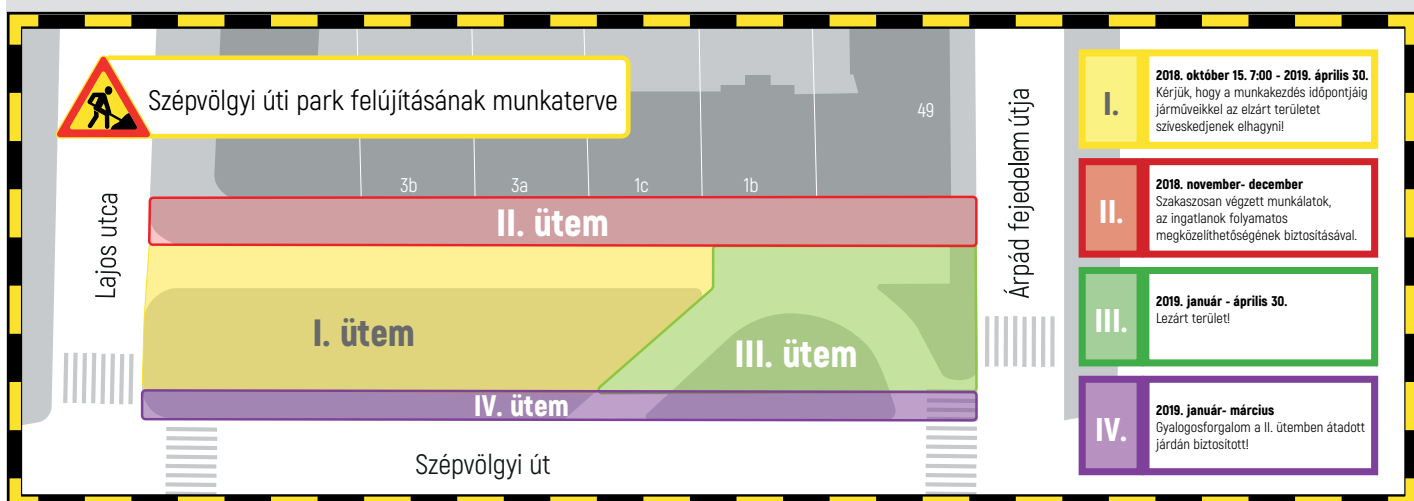 Szépvölgyi úti park felújításának munkaterve
49
3b
3a
1c
1b
Lajos utca
Árpád fejedelem útja
II. ütem
I. ütem
III. ütem
IV. ütem
Szépvölgyi út
I.
2018. október 15. 7:00 - 2019. április 30.
Kérjük, hogy a munkakezdés időpontjáig
járműveikkel az elzárt területet
szíveskedjenek elhagyni!
II.
2018. november- december
Szakaszosan végzett munkálatok,
az ingatlanok folyamatos
megközelíthetőségének biztosításával.
III.
2019. január - április 30.
Lezárt terület!
IV.
2019. január- március
Gyalogosforgalom a II. ütemben átadott
járdán biztosított!